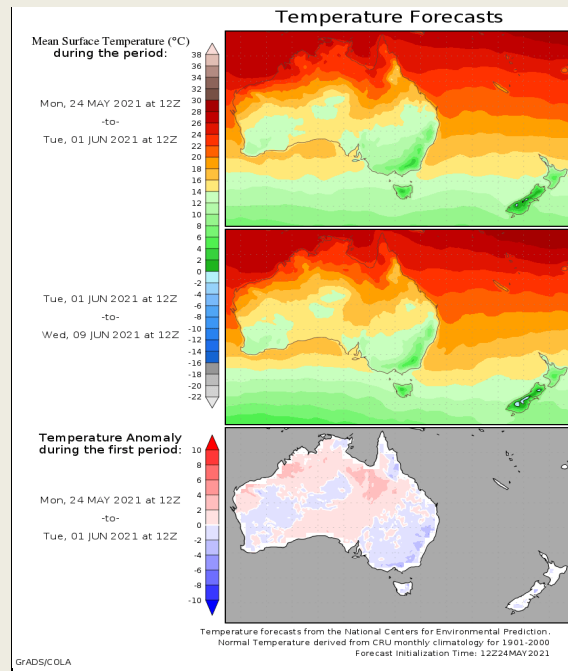 Temperature Forecasts
Mean Surface Temperature (°C)
during the period:
Mon, 24 MAY 2021 at 12Z
-to-
Tue, 01 JUN 2021 at 12Z
38
36
34
32
30
28
26
24
22
20
18
16
14
12
10
8
6
4
2
0
-2
-4
-6
-8
-10
-12
-14
-16
-18
-20
-22
Tue, 01 JUN 2021 at 12Z
-to-
Wed, 09 JUN 2021 at 12Z
Temperature Anomaly
during the first period:
Mon, 24 MAY 2021 at 12Z
-to-
Tue, 01 JUN 2021 at 12Z
10
8
6
4
2
0
-2
-4
-6
-8
-10
Temperature forecasts from the National Centers for Environmental Prediction.
Normal Temperature derived from CRU monthly climatology for 1901-2000
Forecast Initialization Time: 12Z24MAY2021
GrADS/COLA